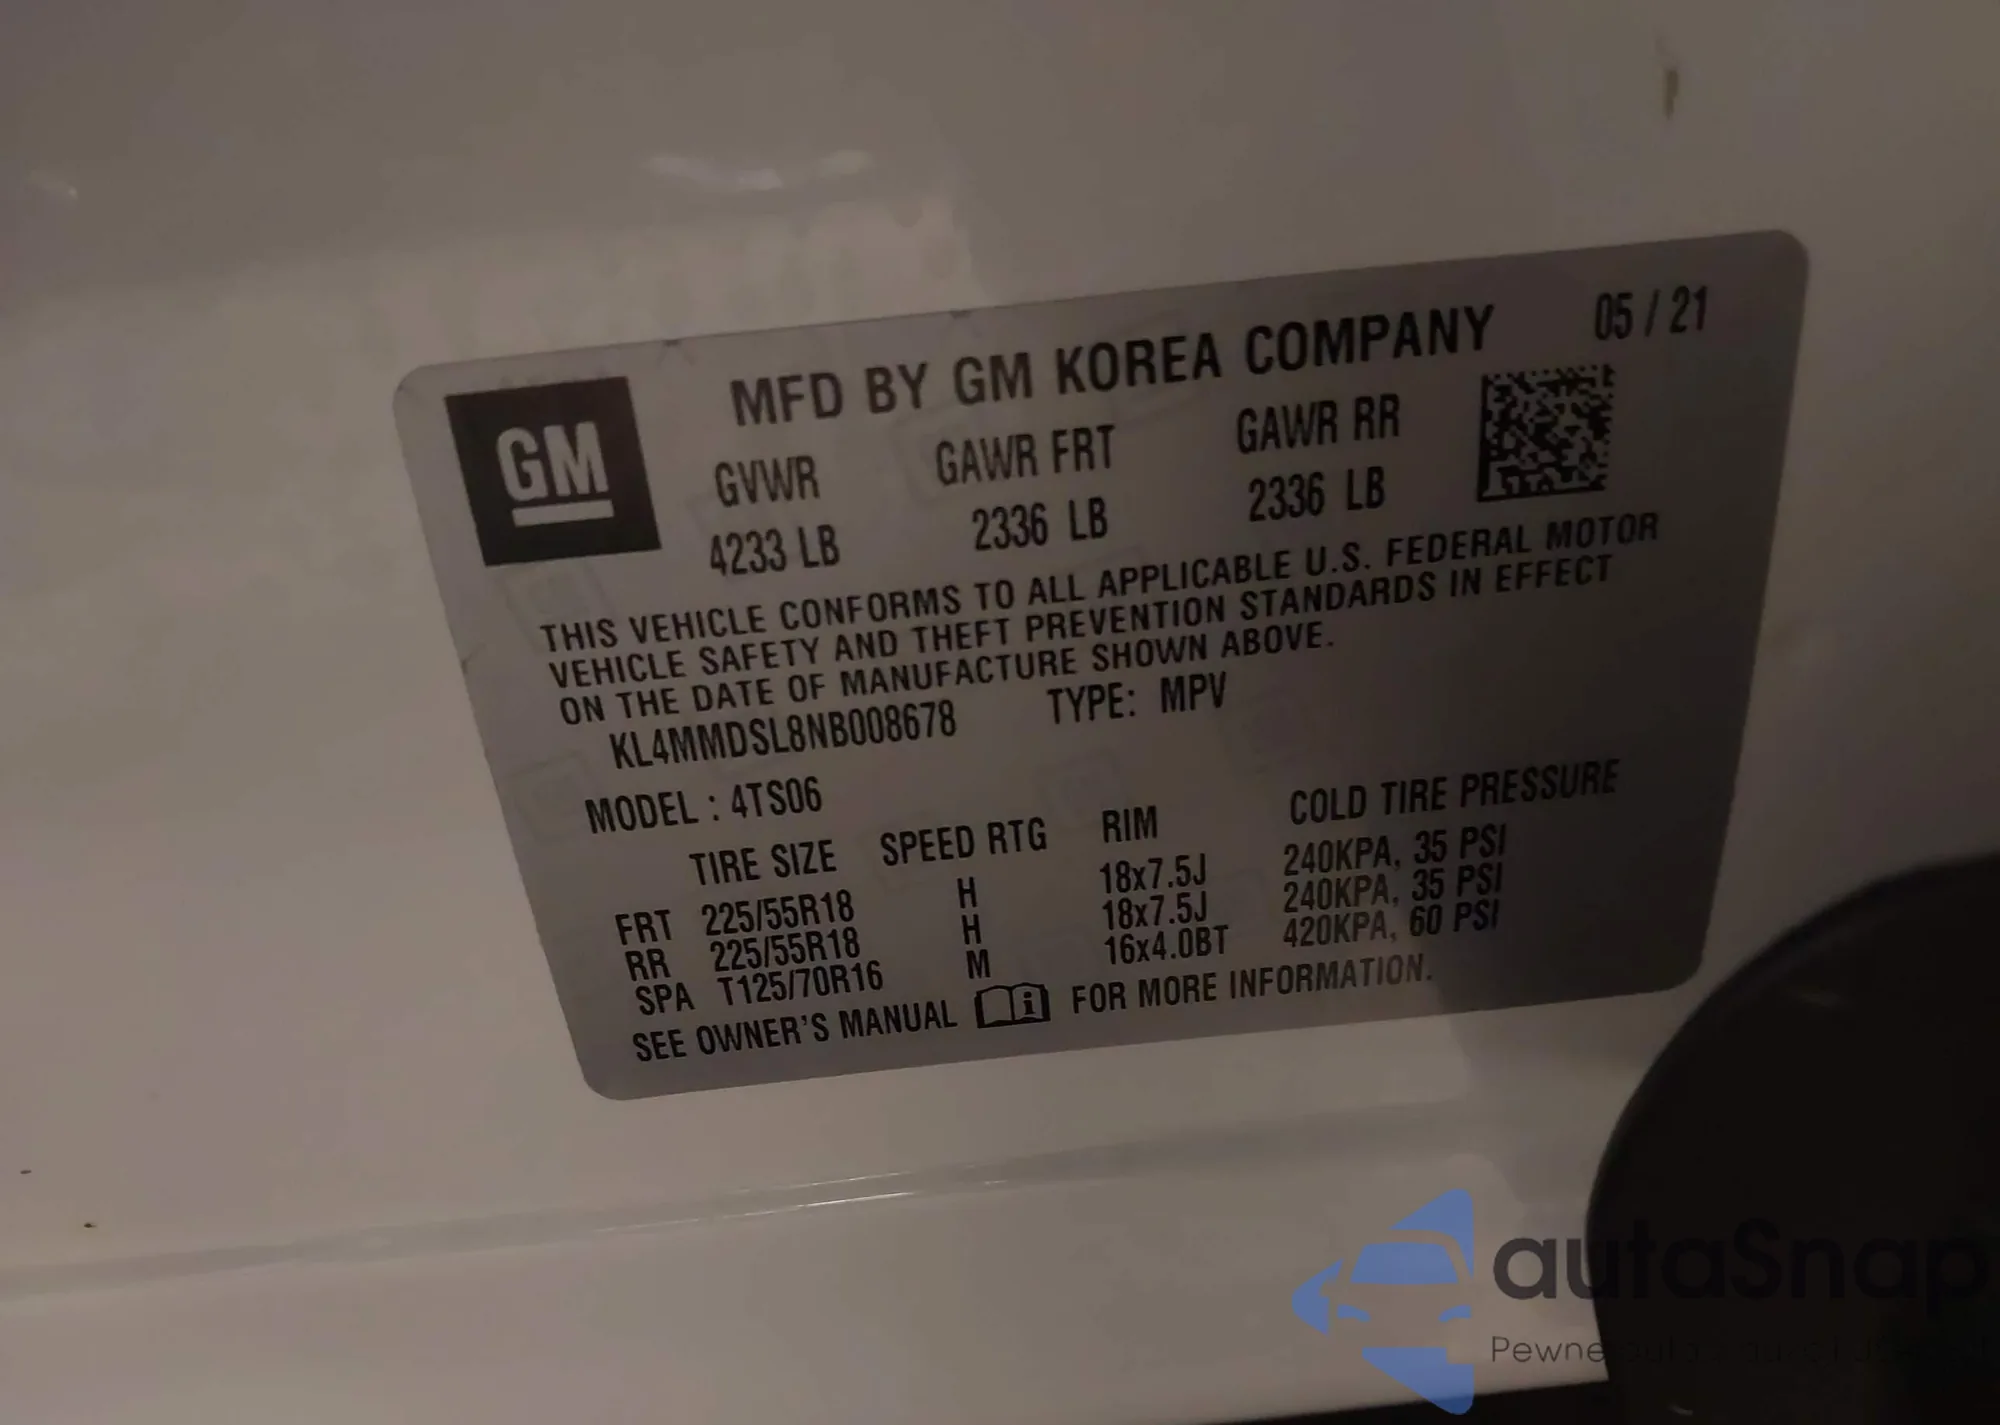 MFD BY GM KOREA COMPANY 05 / 21
GM
GVWR GAWR FRT GAWR RR
4233 LB 2336 LB 2336 LB
THIS VEHICLE CONFORMS TO ALL APPLICABLE U.S. FEDERAL MOTOR
VEHICLE SAFETY AND THEFT PREVENTION STANDARDS IN EFFECT
ON THE DATE OF MANUFACTURE SHOWN ABOVE.
KL4MMDSL8NB008678 TYPE: MPV
MODEL : 4TS06
TIRE SIZE SPEED RTG RIM COLD TIRE PRESSURE
FRT 225/55R18 H 18x7.5J 240KPA, 35 PSI
RR 225/55R18 H 18x7.5J 240KPA, 35 PSI
SPA T125/70R16 M 16x4.0BT 420KPA, 60 PSI
SEE OWNER'S MANUAL FOR MORE INFORMATION.
autaSnap
Pewne